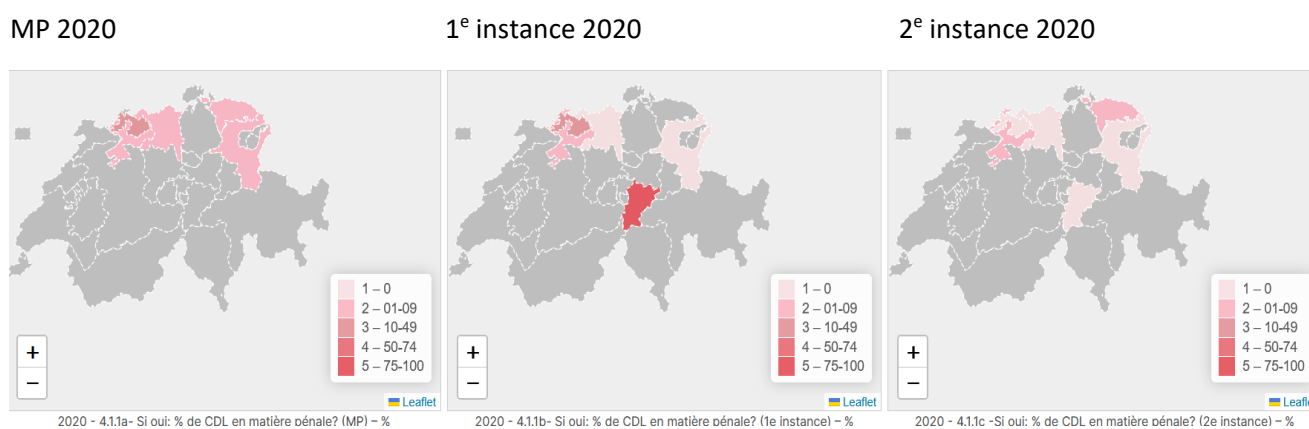 MP 2020
1e instance 2020
2e instance 2020
1 – 0
2 – 01-09
3 – 10-49
4 – 50-74
5 – 75-100
+
−
Leaflet
2020 - 4.1.1a- Si oui: % de CDL en matière pénale? (MP) – %
1 – 0
2 – 01-09
3 – 10-49
4 – 50-74
5 – 75-100
+
−
Leaflet
2020 - 4.1.1b- Si oui: % de CDL en matière pénale? (1e instance) – %
1 – 0
2 – 01-09
3 – 10-49
4 – 50-74
5 – 75-100
+
−
Leafle
2020 - 4.1.1c -Si oui: % de CDL en matière pénale? (2e instance) – %